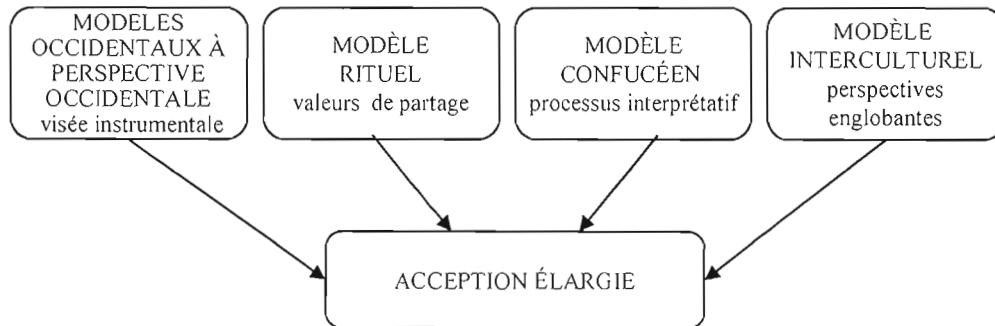 MODELES
OCCIDENTAUX À
PERSPECTIVE
OCCIDENTALE
visée instrumentale
MODÈLE
RITUEL
valeurs de partage
MODÈLE
CONFUCÉEN
processus interprétatif
MODÈLE
INTERCULTUREL
perspectives
englobantes
ACCEPTION ÉLARGIE